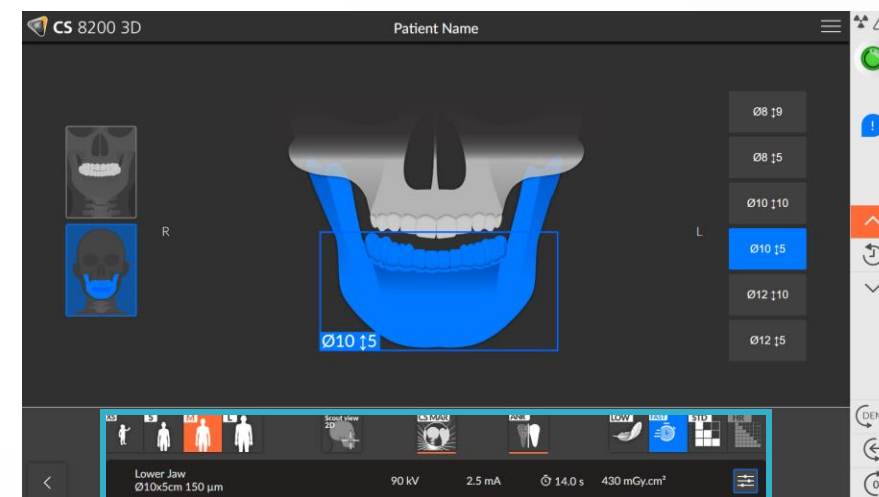 CS 8200 3D
Patient Name
Ø8 ↕9
Ø8 ↕5
Ø10 ↕10
R
L
Ø10 ↕5
Ø12 ↕10
Ø10 ↕5
Ø12 ↕5
XS
S
M
L
Scout view
2D
CS MAR
ANR
LOW
FAST
STD
HR
Lower Jaw
Ø10x5cm 150 µm
90 kV
2.5 mA
14.0 s
430 mGy.cm²